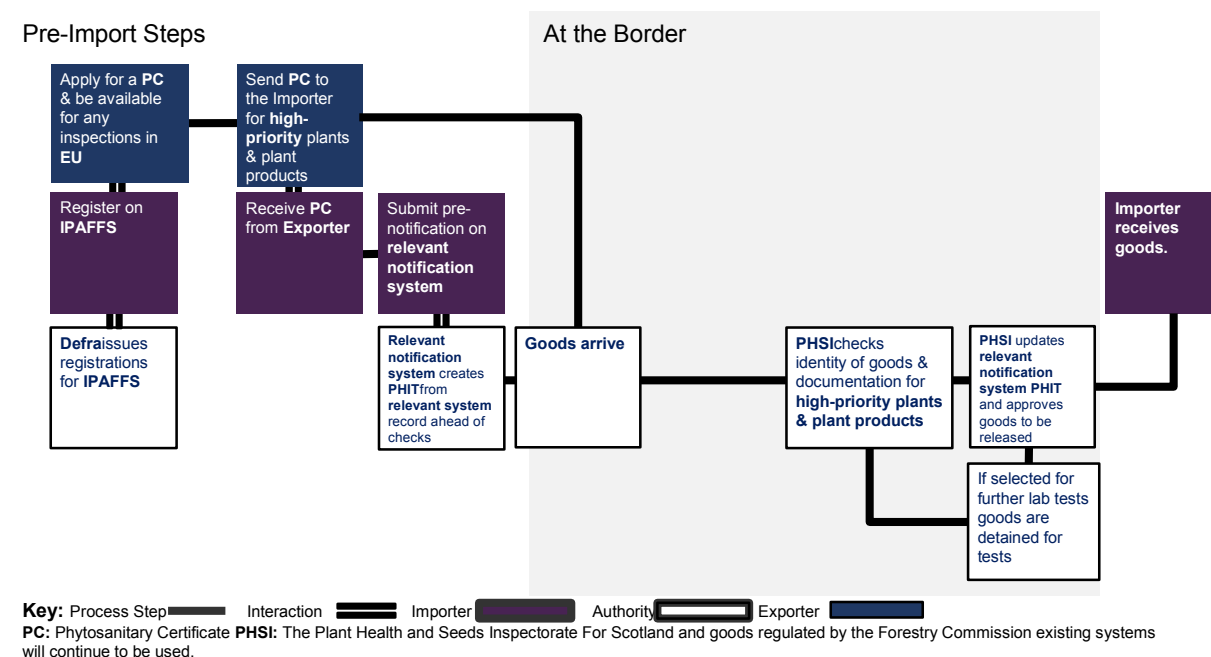 Pre-Import Steps
At the Border
Apply for a PC
& be available
for any
inspections in
EU
Send PC to
the Importer
for high-
priority plants
& plant
products
Register on
IPAFFS
Receive PC
from Exporter
Submit pre-
notification on
relevant
notification
system
Importer
receives
goods.
Defraissues
registrations
for IPAFFS
Relevant
notification
system creates
PHITfrom
relevant system
record ahead of
checks
Goods arrive
PHSIchecks
identity of goods &
documentation for
high-priority plants
& plant products
PHSI updates
relevant
notification
system PHIT
and approves
goods to be
released
If selected for
further lab tests
goods are
detained for
tests
Key: Process Step Interaction Importer Authority Exporter
PC: Phytosanitary Certificate PHSI: The Plant Health and Seeds Inspectorate For Scotland and goods regulated by the Forestry Commission existing systems
will continue to be used.